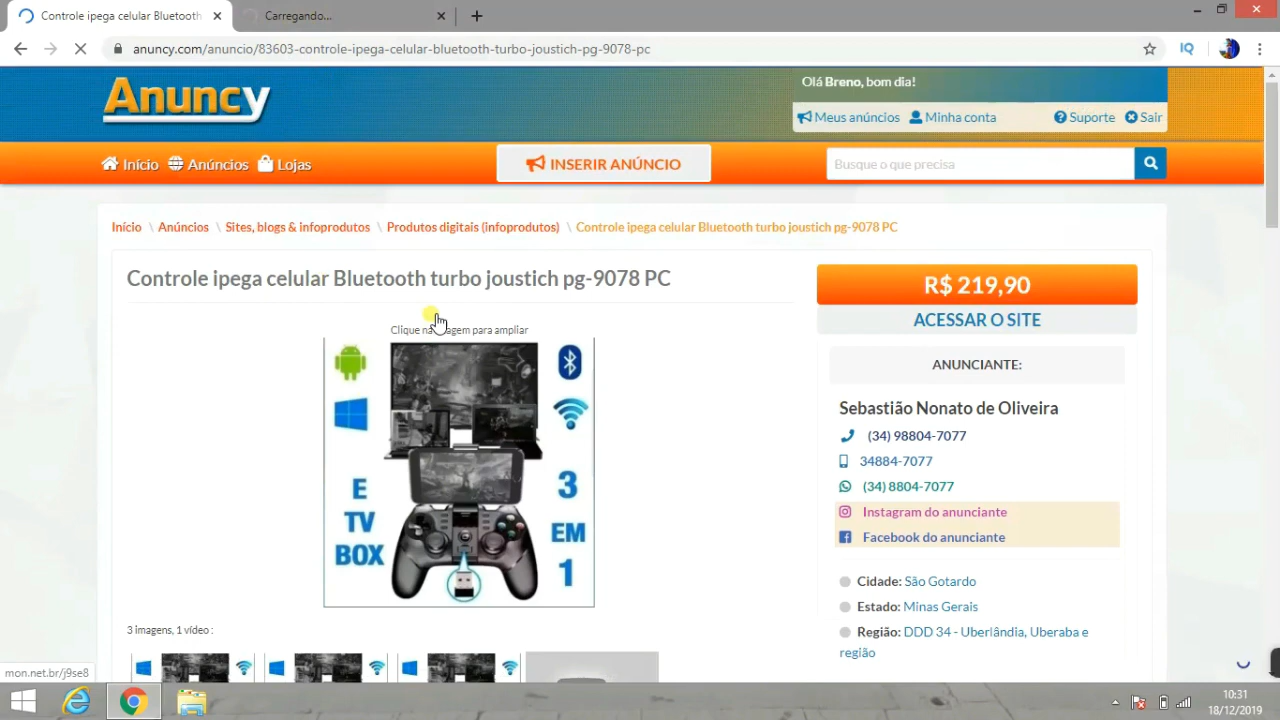 Controle ipega celular Bluetooth
Carregando...
anuncy.com/anuncio/83603-controle-ipega-celular-bluetooth-turbo-joustich-pg-9078-pc
IQ
Anuncy
Olá Breno, bom dia!
Meus anúncios
Minha conta
Suporte
Sair
Início
Anúncios
Lojas
INSERIR ANÚNCIO
Busque o que precisa
Início \ Anúncios \ Sites, blogs & infoprodutos \ Produtos digitais (infoprodutos) \ Controle ipega celular Bluetooth turbo joustich pg-9078 PC
Controle ipega celular Bluetooth turbo joustich pg-9078 PC
Clique na imagem para ampliar
E
TV
BOX
3
EM
1
3 imagens, 1 vídeo :
R$ 219,90
ACESSAR O SITE
ANUNCIANTE:
Sebastião Nonato de Oliveira
(34) 98804-7077
34884-7077
(34) 8804-7077
Instagram do anunciante
Facebook do anunciante
Cidade: São Gotardo
Estado: Minas Gerais
Região: DDD 34 - Uberlândia, Uberaba e
região
mon.net.br/j9se8
10:31
18/12/2019